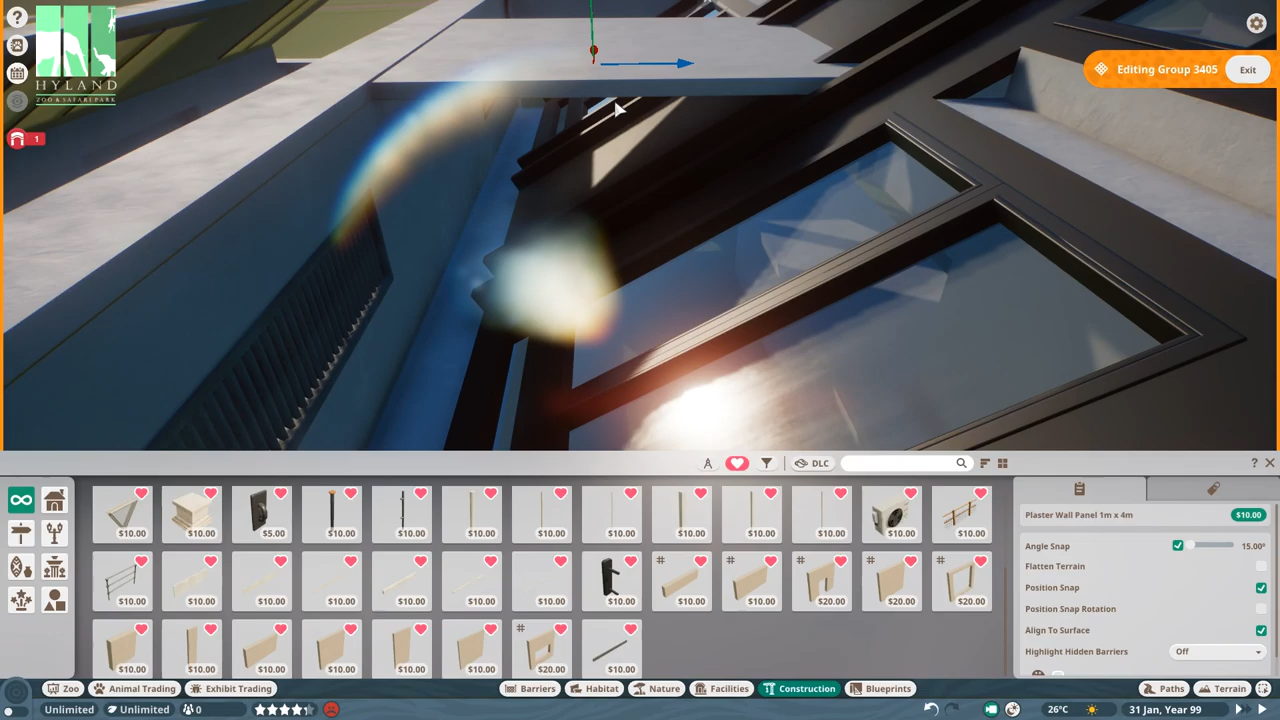 ?
HYLAND
ZOO & SAFARI PARK
1
Editing Group 3405
Exit
DLC
? 
$10.00 $10.00 $5.00 $10.00 $10.00 $10.00 $10.00 $10.00 $10.00 $10.00 $10.00 $10.00 $10.00
$10.00 $10.00 $10.00 $10.00 $10.00 $10.00 $10.00 $10.00 # $10.00 # $10.00 # $20.00 # $20.00 # $20.00
$10.00 $10.00 $10.00 $10.00 $10.00 $10.00 # $20.00 $10.00
Plaster Wall Panel 1m x 4m $10.00
Angle Snap 15.00°
Flatten Terrain
Position Snap
Position Snap Rotation
Align To Surface
Highlight Hidden Barriers Off
Zoo Animal Trading Exhibit Trading Barriers Habitat Nature Facilities Construction Blueprints Paths Terrain
Unlimited Unlimited 0 26°C 31 Jan, Year 99